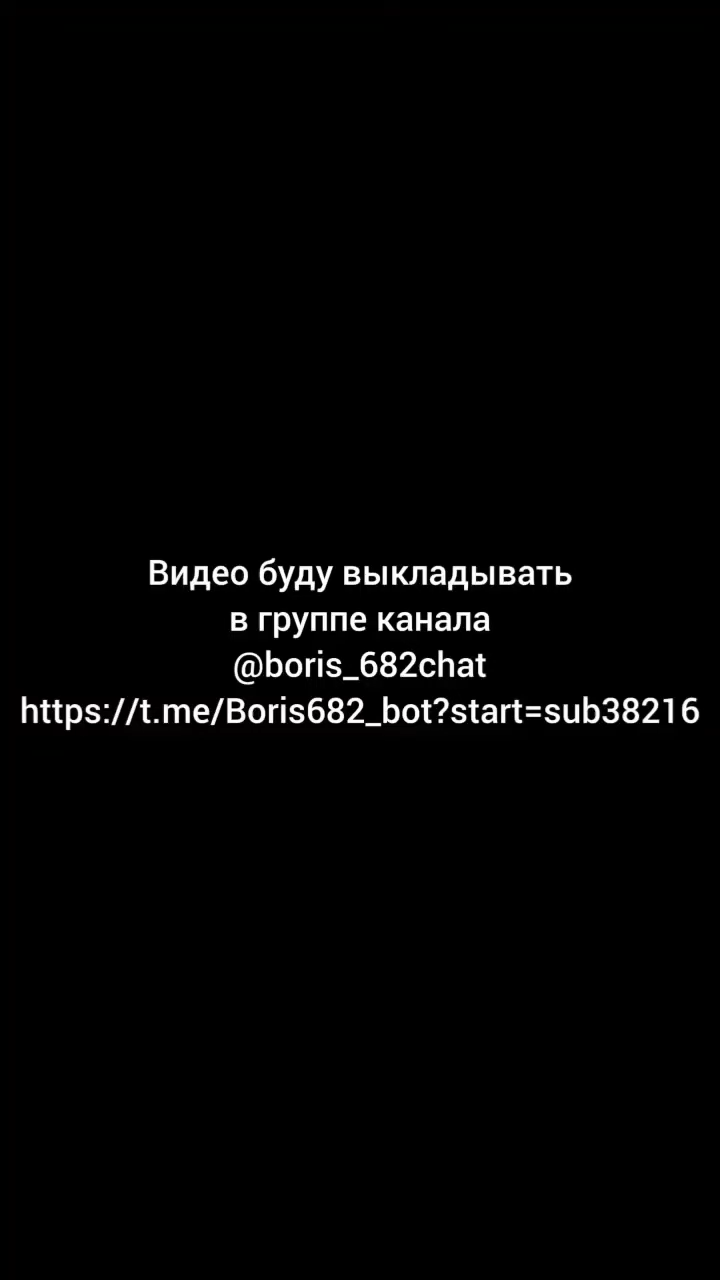 Видео буду выкладывать
в группе канала
@boris_682chat
https://t.me/Boris682_bot?start=sub38216